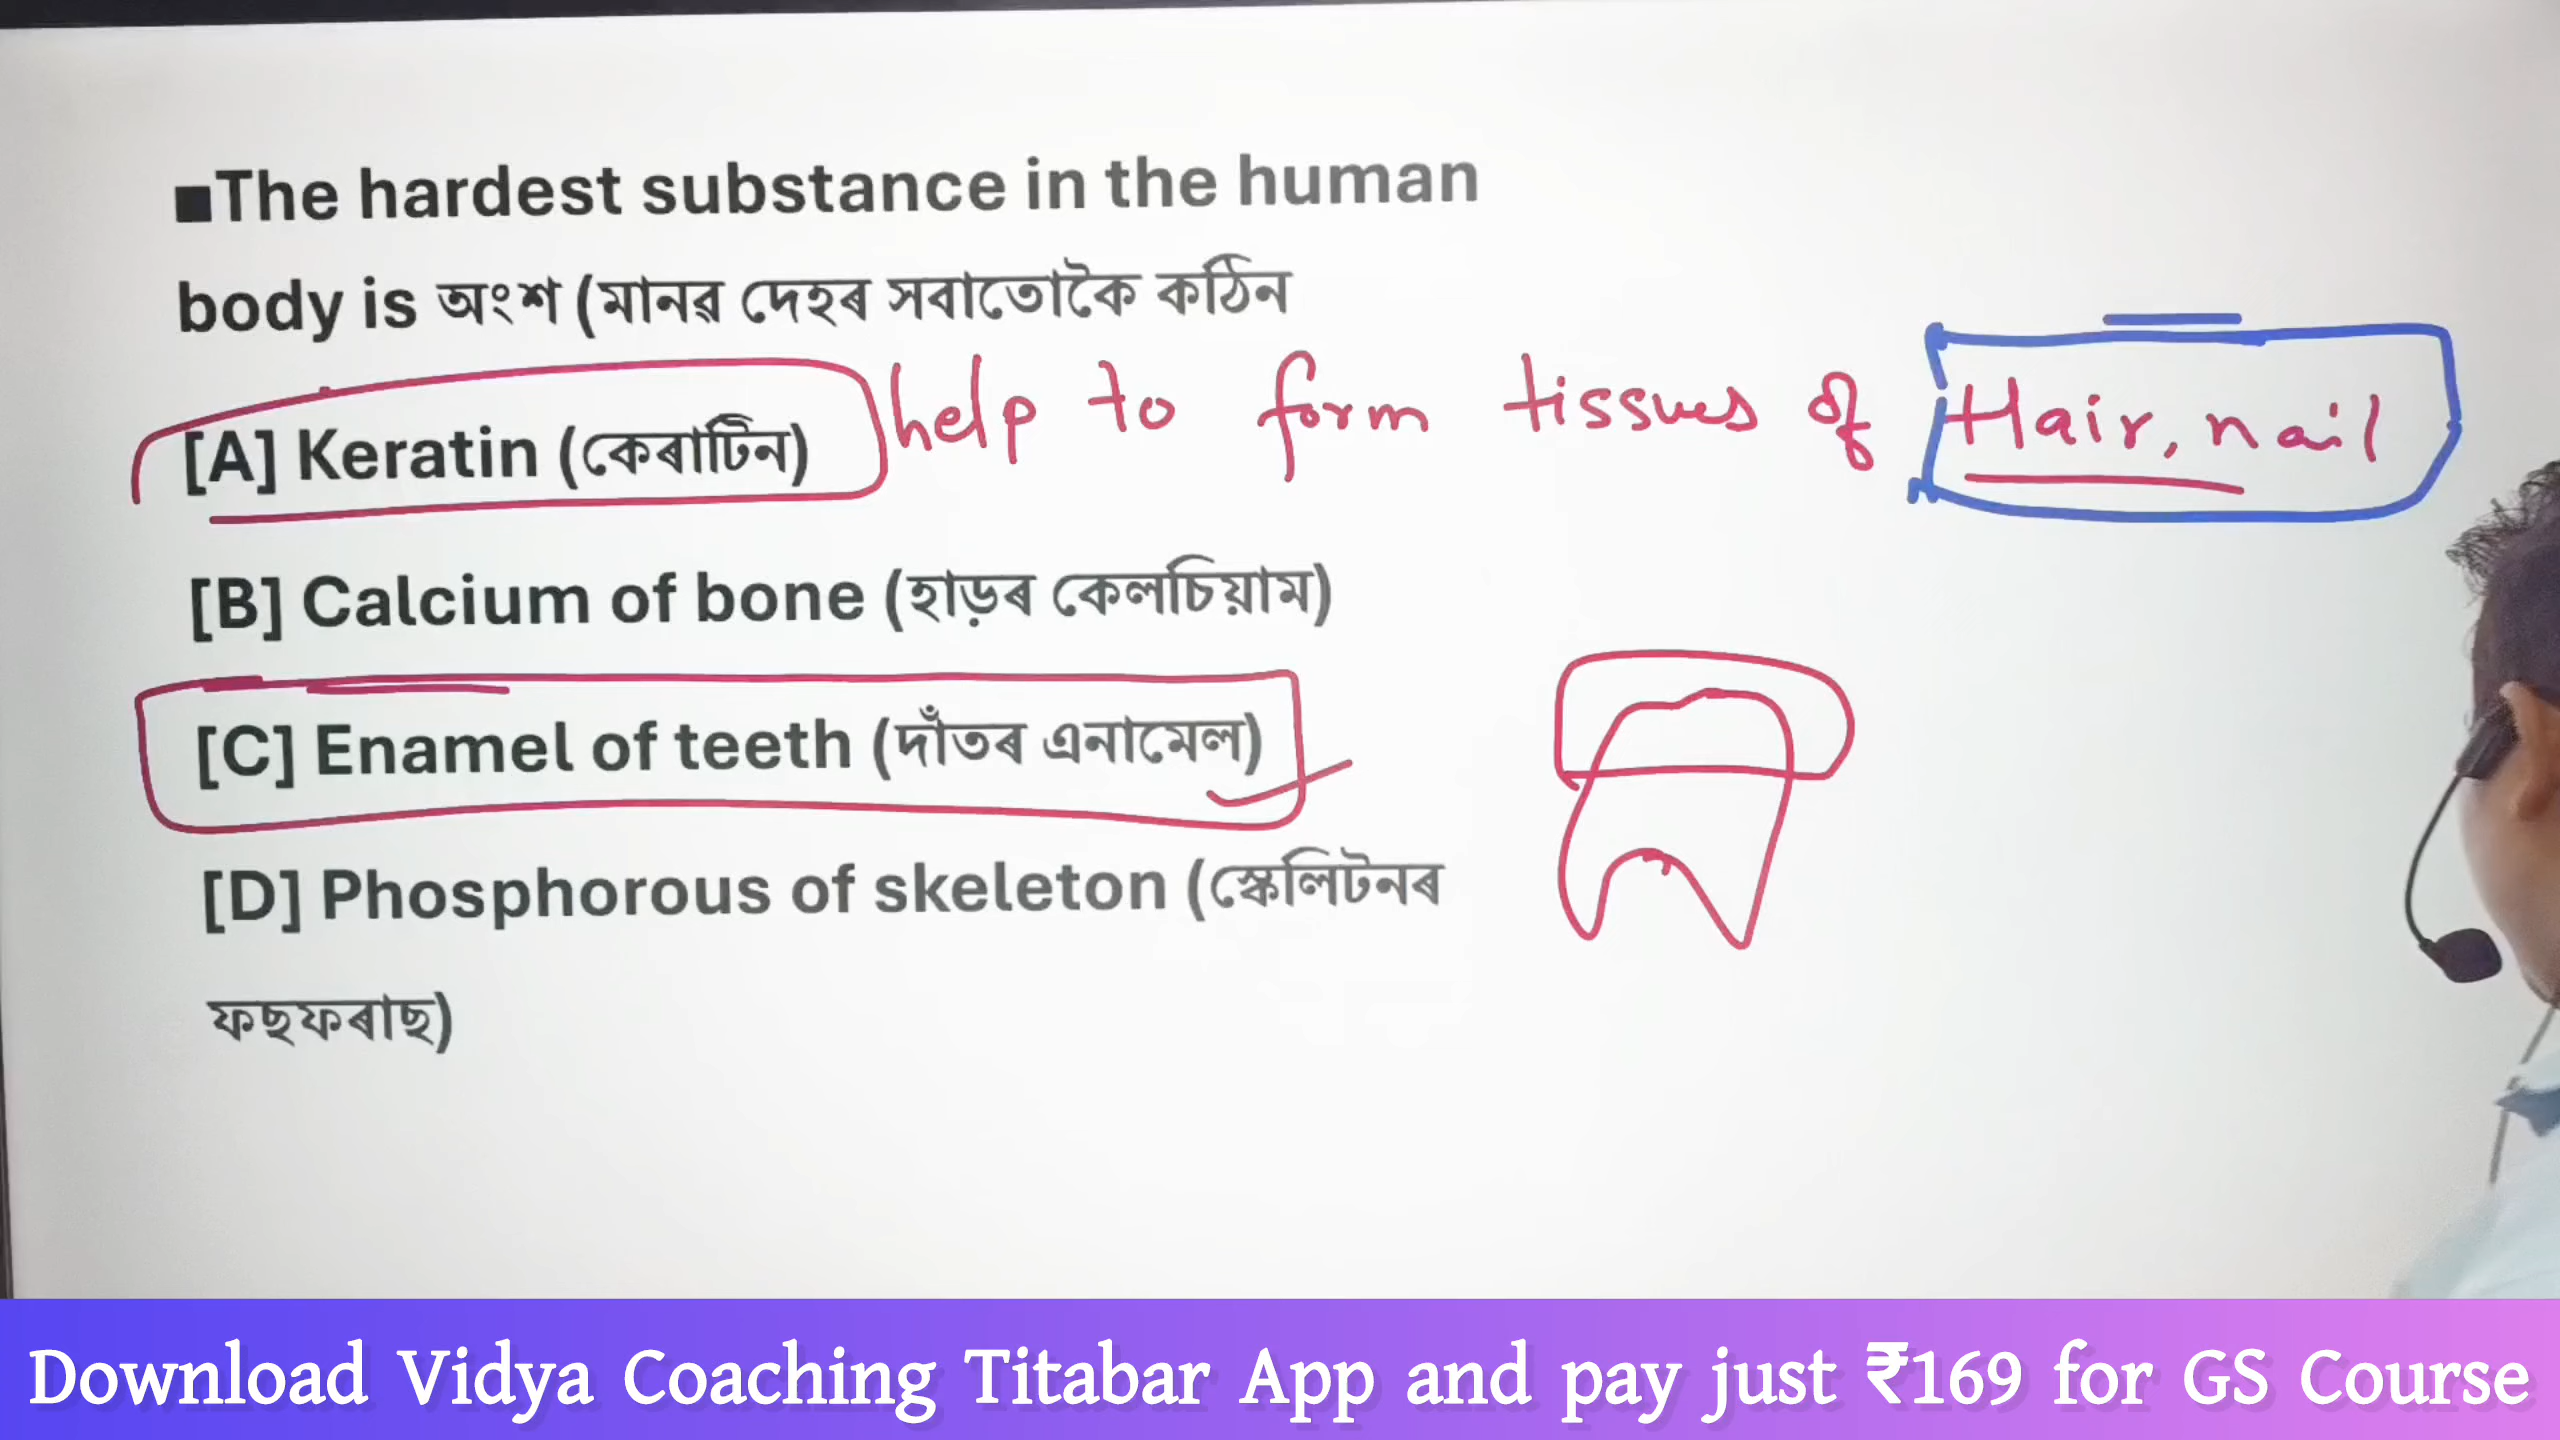 ■The hardest substance in the human
body is অংশ (মানৱ দেহৰ সবাতোকৈ কঠিন
[A] Keratin (কেৰাটিন) help to form tissues of Hair, nail
[B] Calcium of bone (হাড়ৰ কেলচিয়াম)
[C] Enamel of teeth (দাঁতৰ এনামেল)
[D] Phosphorous of skeleton (স্কেলিটনৰ
ফছফৰাছ)
Download Vidya Coaching Titabar App and pay just ₹169 for GS Course